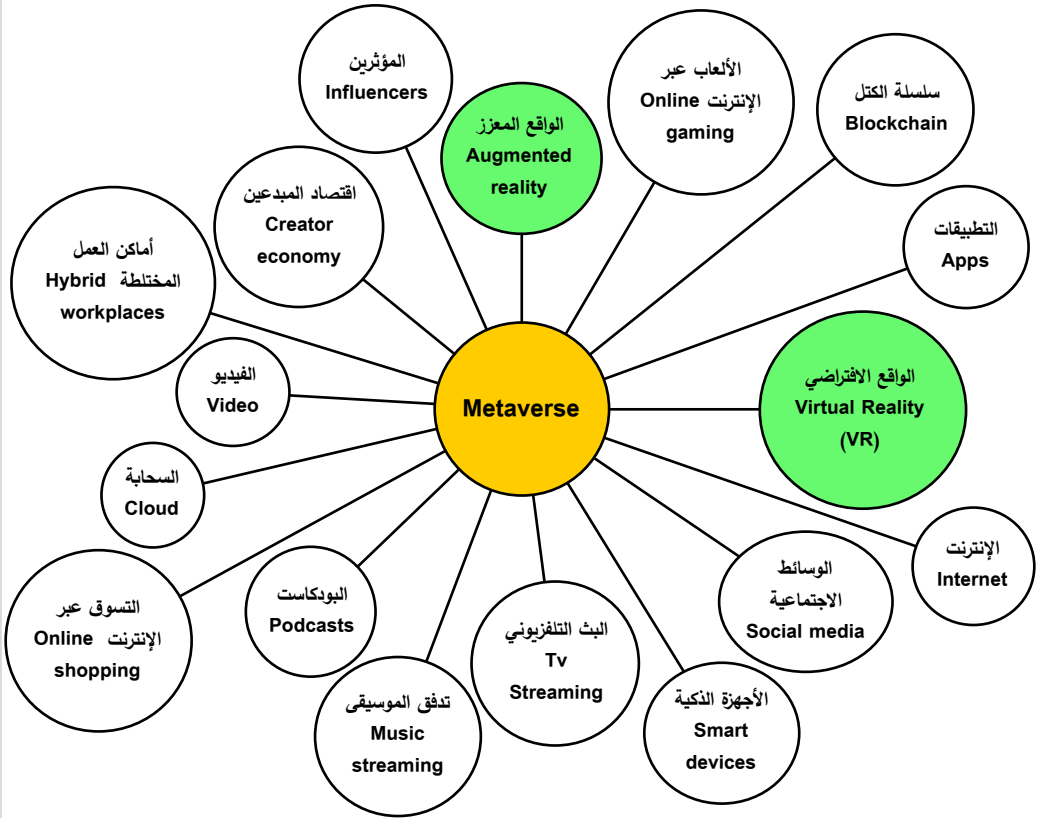 المؤثرين
Influencers
الواقع المعزز
Augmented
reality
الألعاب عبر
الإنترنت Online
gaming
سلسلة الكتل
Blockchain
التطبيقات
Apps
الواقع الافتراضي
Virtual Reality
(VR)
الإنترنت
Internet
الوسائط
الاجتماعية
Social media
الأجهزة الذكية
Smart
devices
البث التلفزيوني
Tv
Streaming
تدفق الموسيقى
Music
streaming
البودكاست
Podcasts
التسوق عبر
الإنترنت Online
shopping
السحابة
Cloud
الفيديو
Video
أماكن العمل
المختلطة Hybrid
workplaces
اقتصاد المبدعين
Creator
economy
Metaverse